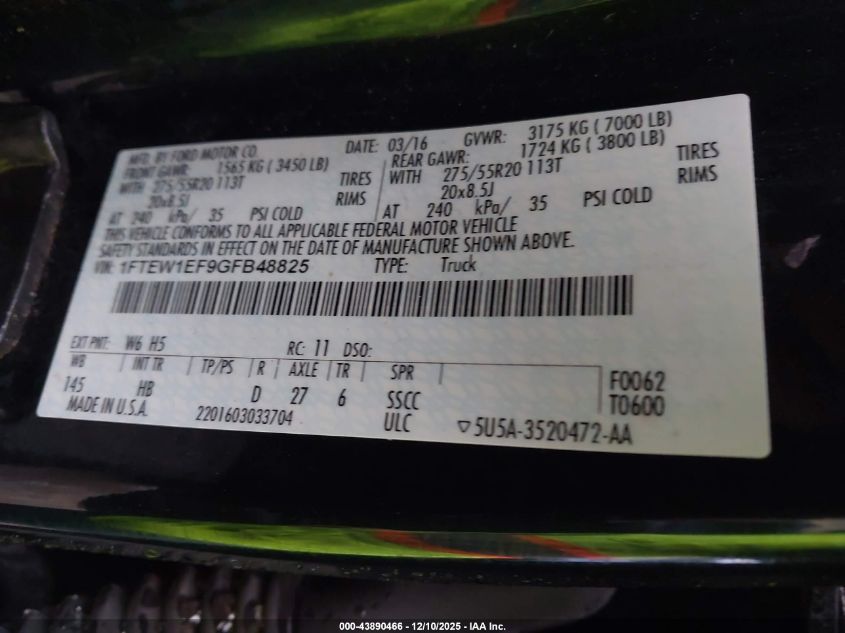 MFD. BY FORD MOTOR CO. DATE: 03/16 GVWR: 3175 KG ( 7000 LB)
FRONT GAWR: 1565 KG ( 3450 LB) REAR GAWR: 1724 KG ( 3800 LB)
WITH 275/55R20 113T TIRES WITH 275/55R20 113T TIRES
20x8.5J RIMS 20x8.5J RIMS
AT 240 kPa/ 35 PSI COLD AT 240 kPa/ 35 PSI COLD
THIS VEHICLE CONFORMS TO ALL APPLICABLE FEDERAL MOTOR VEHICLE
SAFETY STANDARDS IN EFFECT ON THE DATE OF MANUFACTURE SHOWN ABOVE.
VIN: 1FTEW1EF9GFB48825 TYPE: Truck
EXT PNT: W6 H5 RC: 11 DSO:
WB INT TR TP/PS R AXLE TR SPR
145 HB D 27 6 SSCC F0062
ULC T0600
MADE IN U.S.A. 2201603033704 ▽5U5A-3520472-AA
000-43890466 - 12/10/2025 - IAA Inc.